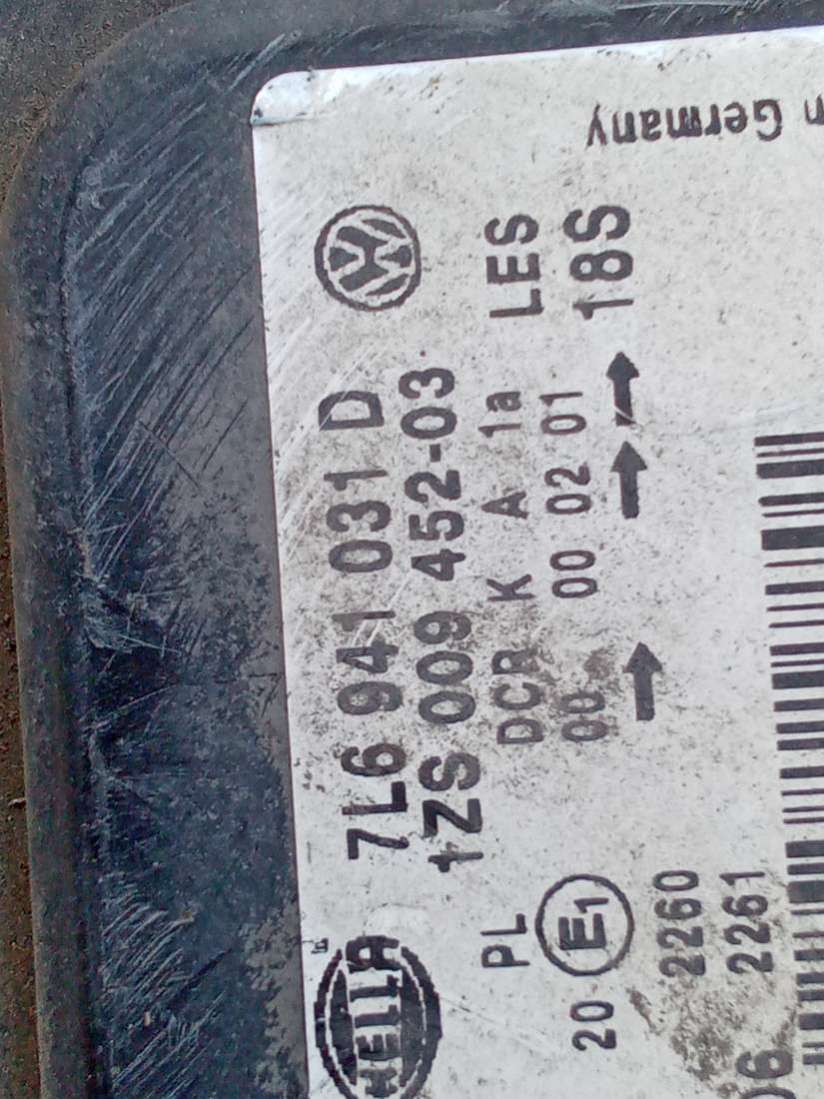 HELLA
7L6 941 031 D
1ZS 009 452-03
PL DCR K A 1a LES
20 E1 00 00 02 01 18S
2260
2261
Germany